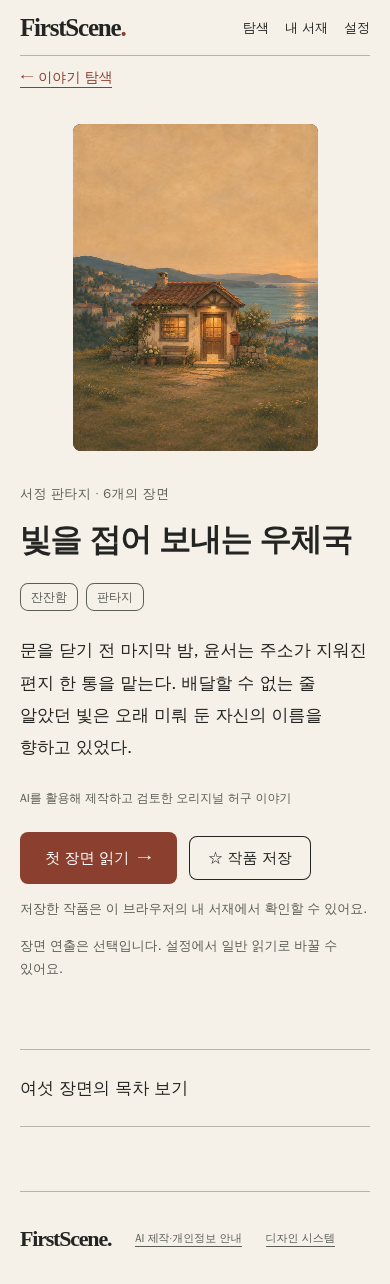 FirstScene.
탐색 내 서재 설정
← 이야기 탐색
서정 판타지 · 6개의 장면
빛을 접어 보내는 우체국
잔잔함 판타지
문을 닫기 전 마지막 밤, 윤서는 주소가 지워진
편지 한 통을 맡는다. 배달할 수 없는 줄
알았던 빛은 오래 미뤄 둔 자신의 이름을
향하고 있었다.
AI를 활용해 제작하고 검토한 오리지널 허구 이야기
첫 장면 읽기 →
☆ 작품 저장
저장한 작품은 이 브라우저의 내 서재에서 확인할 수 있어요.
장면 연출은 선택입니다. 설정에서 일반 읽기로 바꿀 수
있어요.
여섯 장면의 목차 보기
FirstScene. AI 제작·개인정보 안내 디자인 시스템